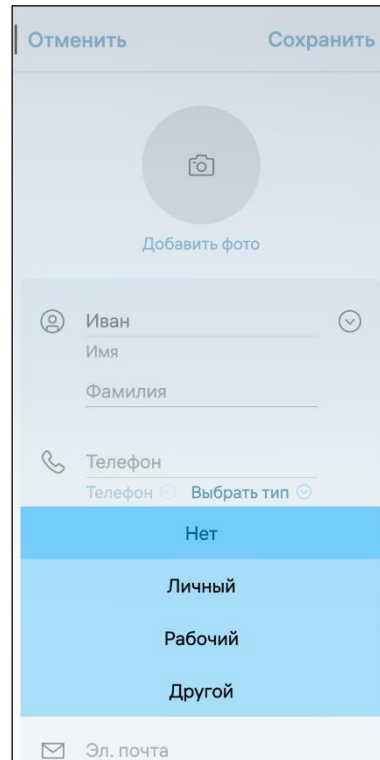 Отменить Сохранить
Добавить фото
Иван
Имя
Фамилия
Телефон
Телефон Выбрать тип
Нет
Личный
Рабочий
Другой
Эл. почта